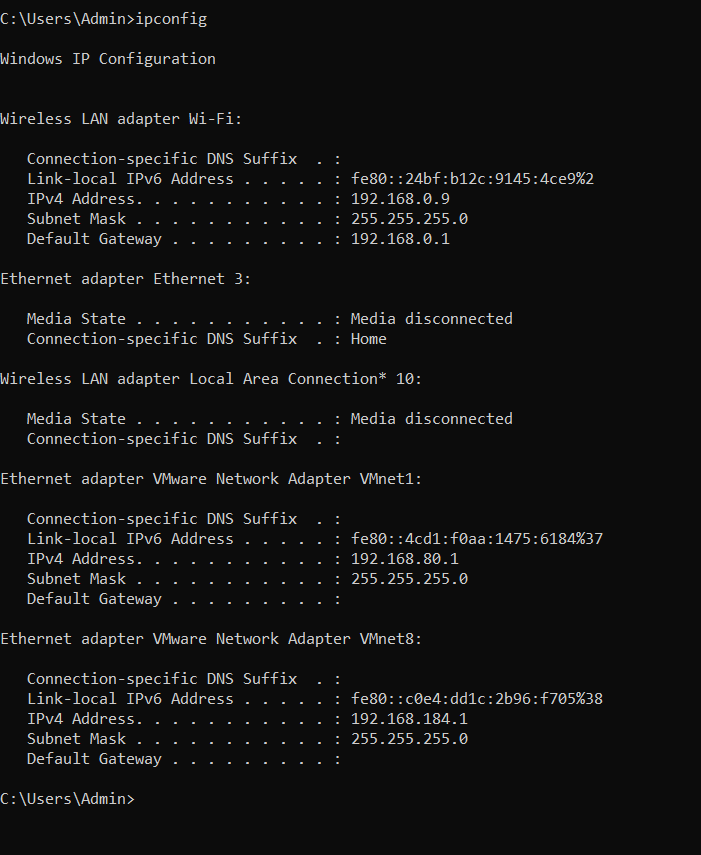 C:\Users\Admin>ipconfig
Windows IP Configuration
Wireless LAN adapter Wi-Fi:
   Connection-specific DNS Suffix  . :
   Link-local IPv6 Address . . . . . : fe80::24bf:b12c:9145:4ce9%2
   IPv4 Address. . . . . . . . . . . : 192.168.0.9
   Subnet Mask . . . . . . . . . . . : 255.255.255.0
   Default Gateway . . . . . . . . . : 192.168.0.1
Ethernet adapter Ethernet 3:
   Media State . . . . . . . . . . . : Media disconnected
   Connection-specific DNS Suffix  . : Home
Wireless LAN adapter Local Area Connection* 10:
   Media State . . . . . . . . . . . : Media disconnected
   Connection-specific DNS Suffix  . :
Ethernet adapter VMware Network Adapter VMnet1:
   Connection-specific DNS Suffix  . :
   Link-local IPv6 Address . . . . . : fe80::4cd1:f0aa:1475:6184%37
   IPv4 Address. . . . . . . . . . . : 192.168.80.1
   Subnet Mask . . . . . . . . . . . : 255.255.255.0
   Default Gateway . . . . . . . . . :
Ethernet adapter VMware Network Adapter VMnet8:
   Connection-specific DNS Suffix  . :
   Link-local IPv6 Address . . . . . : fe80::c0e4:dd1c:2b96:f705%38
   IPv4 Address. . . . . . . . . . . : 192.168.184.1
   Subnet Mask . . . . . . . . . . . : 255.255.255.0
   Default Gateway . . . . . . . . . :
C:\Users\Admin>